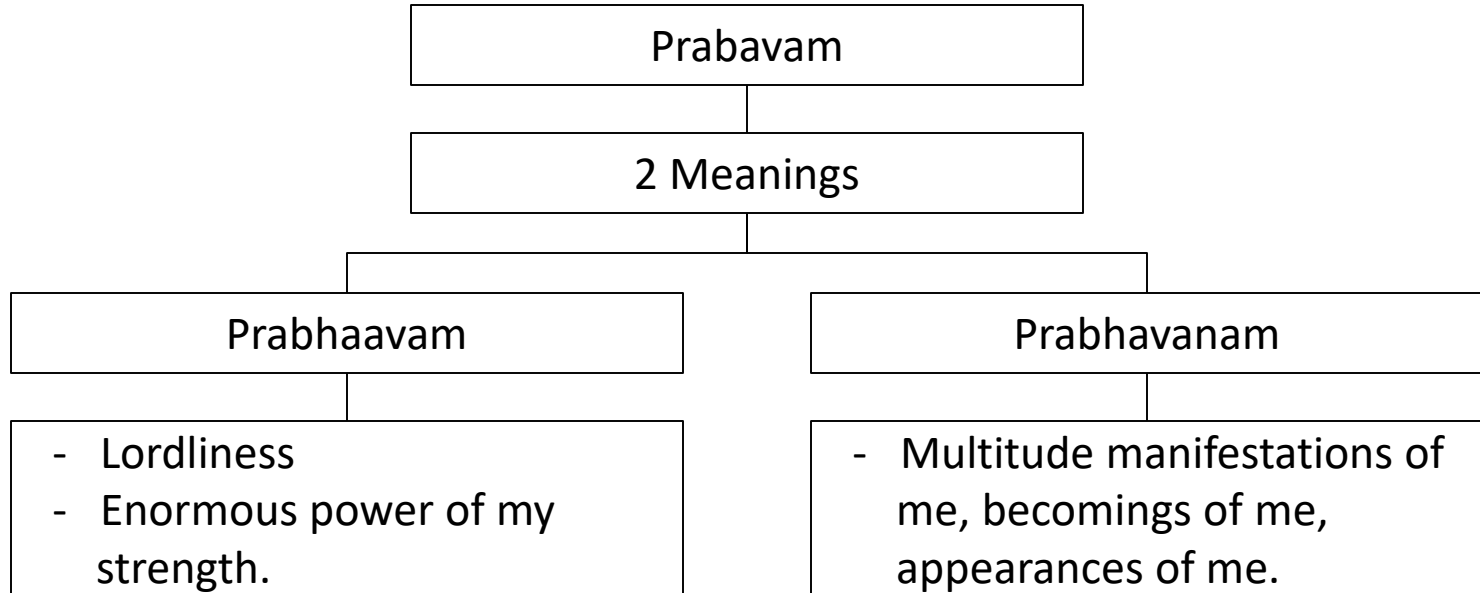 Prabavam
2 Meanings
Prabhaavam
Prabhavanam
- Lordliness
- Enormous power of my
strength.
- Multitude manifestations of
me, becomings of me,
appearances of me.